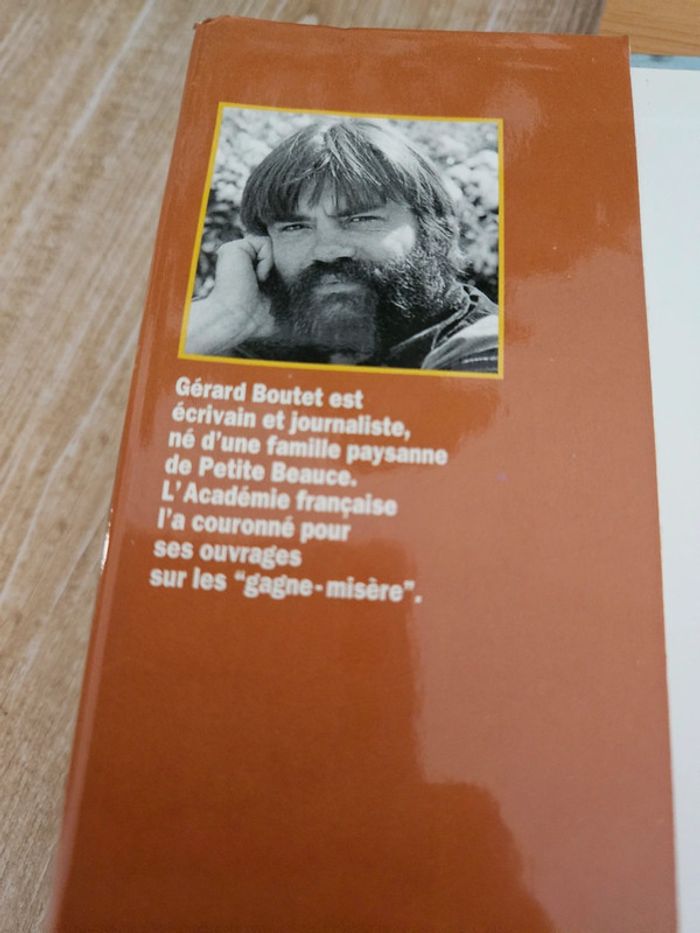 Gérard Boutet est
écrivain et journaliste,
né d'une famille paysanne
de Petite Beauce.
L'Académie française
l'a couronné pour
ses ouvrages
sur les "gagne-misère".